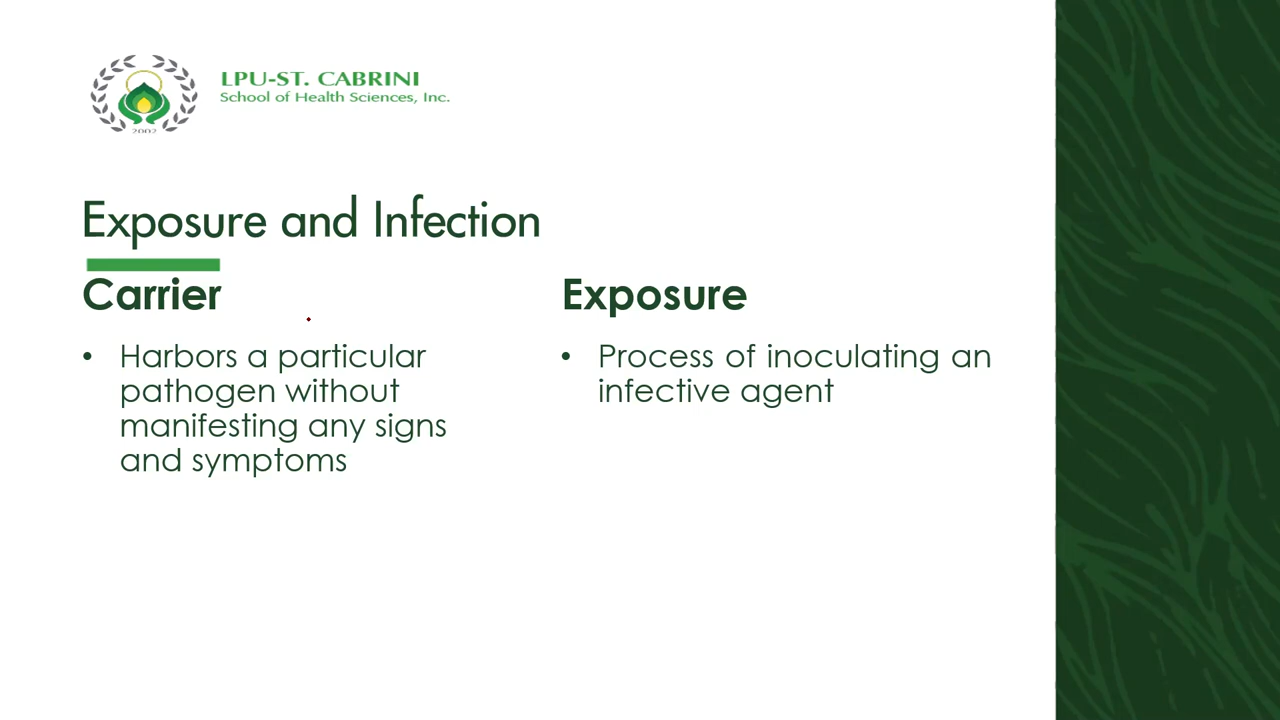 LPU-ST. CABRINI
School of Health Sciences, Inc.
2002
Exposure and Infection
Carrier
• Harbors a particular
pathogen without
manifesting any signs
and symptoms
Exposure
• Process of inoculating an
infective agent